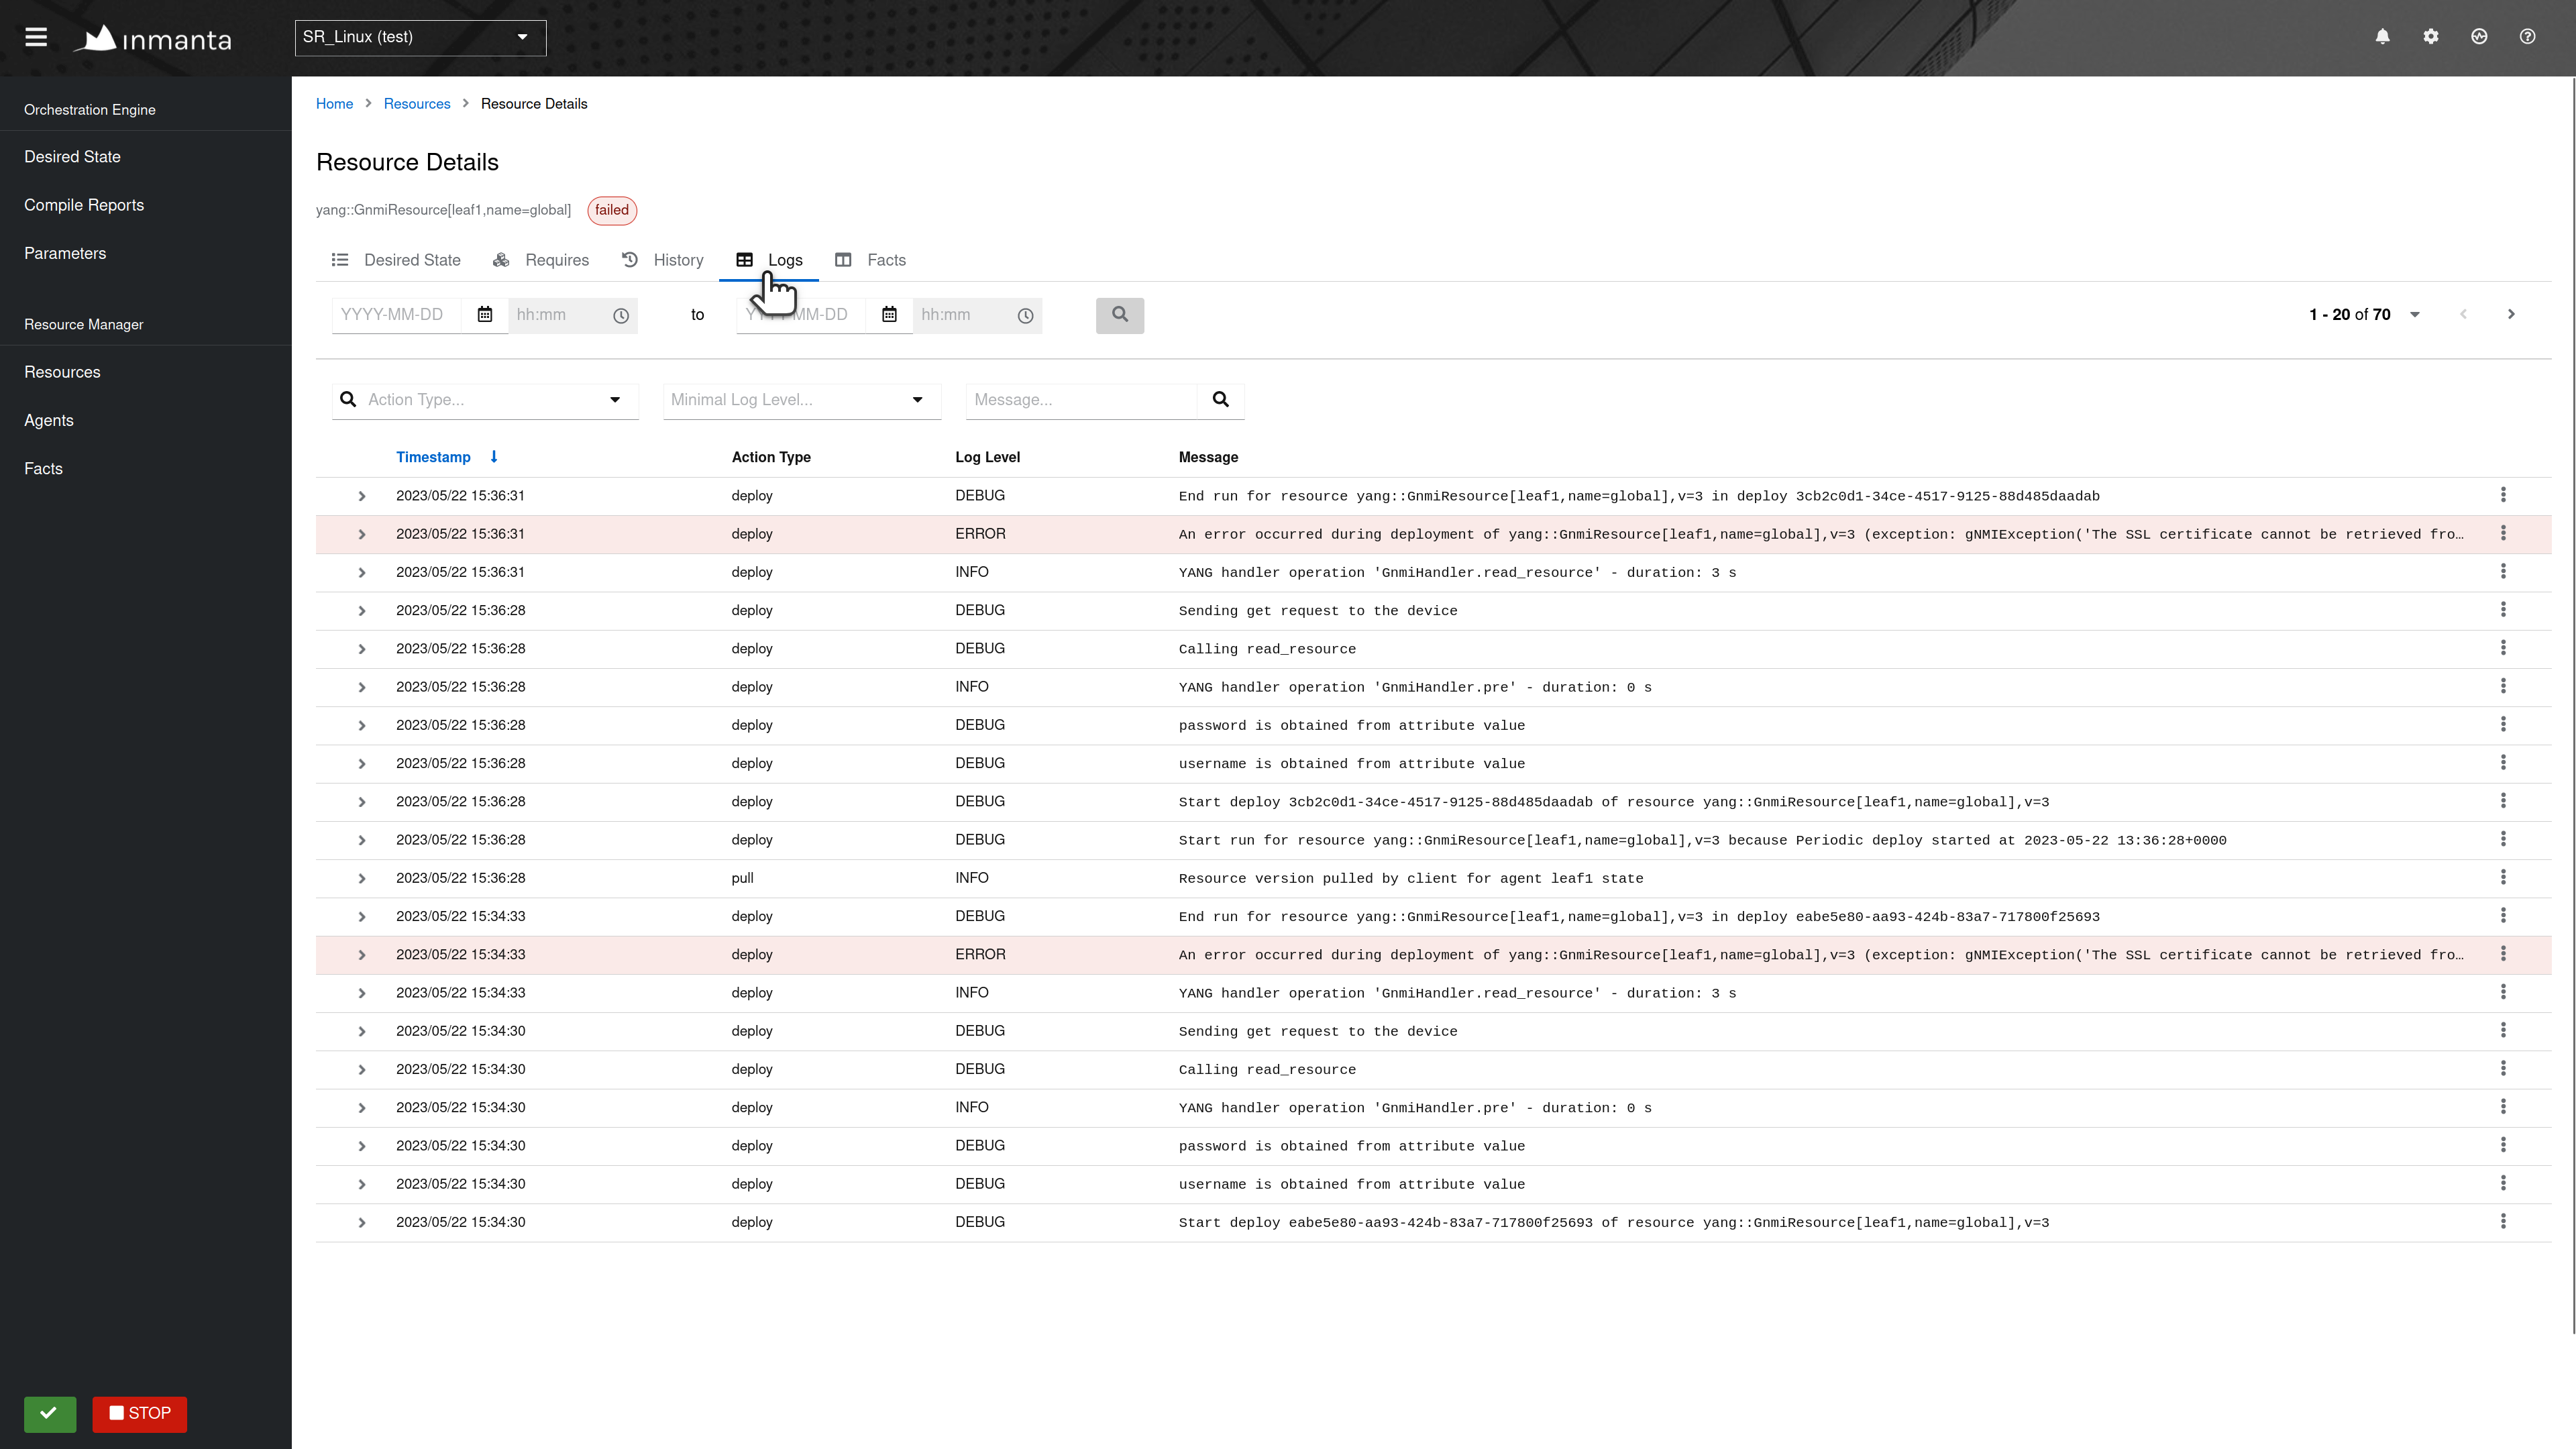 inmanta
SR_Linux (test)
Orchestration Engine
Desired State
Compile Reports
Parameters
Resource Manager
Resources
Agents
Facts
STOP
Home > Resources > Resource Details
Resource Details
yang::GnmiResource[leaf1,name=global] failed
Desired State Requires History Logs Facts
YYYY-MM-DD hh:mm to YYYY-MM-DD hh:mm 1 - 20 of 70
Action Type... Minimal Log Level... Message...
Timestamp Action Type Log Level Message
2023/05/22 15:36:31 deploy DEBUG End run for resource yang::GnmiResource[leaf1,name=global],v=3 in deploy 3cb2c0d1-34ce-4517-9125-88d485daadab
2023/05/22 15:36:31 deploy ERROR An error occurred during deployment of yang::GnmiResource[leaf1,name=global],v=3 (exception: gNMIException('The SSL certificate cannot be retrieved fro…
2023/05/22 15:36:31 deploy INFO YANG handler operation 'GnmiHandler.read_resource' - duration: 3 s
2023/05/22 15:36:28 deploy DEBUG Sending get request to the device
2023/05/22 15:36:28 deploy DEBUG Calling read_resource
2023/05/22 15:36:28 deploy INFO YANG handler operation 'GnmiHandler.pre' - duration: 0 s
2023/05/22 15:36:28 deploy DEBUG password is obtained from attribute value
2023/05/22 15:36:28 deploy DEBUG username is obtained from attribute value
2023/05/22 15:36:28 deploy DEBUG Start deploy 3cb2c0d1-34ce-4517-9125-88d485daadab of resource yang::GnmiResource[leaf1,name=global],v=3
2023/05/22 15:36:28 deploy DEBUG Start run for resource yang::GnmiResource[leaf1,name=global],v=3 because Periodic deploy started at 2023-05-22 13:36:28+0000
2023/05/22 15:36:28 pull INFO Resource version pulled by client for agent leaf1 state
2023/05/22 15:34:33 deploy DEBUG End run for resource yang::GnmiResource[leaf1,name=global],v=3 in deploy eabe5e80-aa93-424b-83a7-717800f25693
2023/05/22 15:34:33 deploy ERROR An error occurred during deployment of yang::GnmiResource[leaf1,name=global],v=3 (exception: gNMIException('The SSL certificate cannot be retrieved fro…
2023/05/22 15:34:33 deploy INFO YANG handler operation 'GnmiHandler.read_resource' - duration: 3 s
2023/05/22 15:34:30 deploy DEBUG Sending get request to the device
2023/05/22 15:34:30 deploy DEBUG Calling read_resource
2023/05/22 15:34:30 deploy INFO YANG handler operation 'GnmiHandler.pre' - duration: 0 s
2023/05/22 15:34:30 deploy DEBUG password is obtained from attribute value
2023/05/22 15:34:30 deploy DEBUG username is obtained from attribute value
2023/05/22 15:34:30 deploy DEBUG Start deploy eabe5e80-aa93-424b-83a7-717800f25693 of resource yang::GnmiResource[leaf1,name=global],v=3